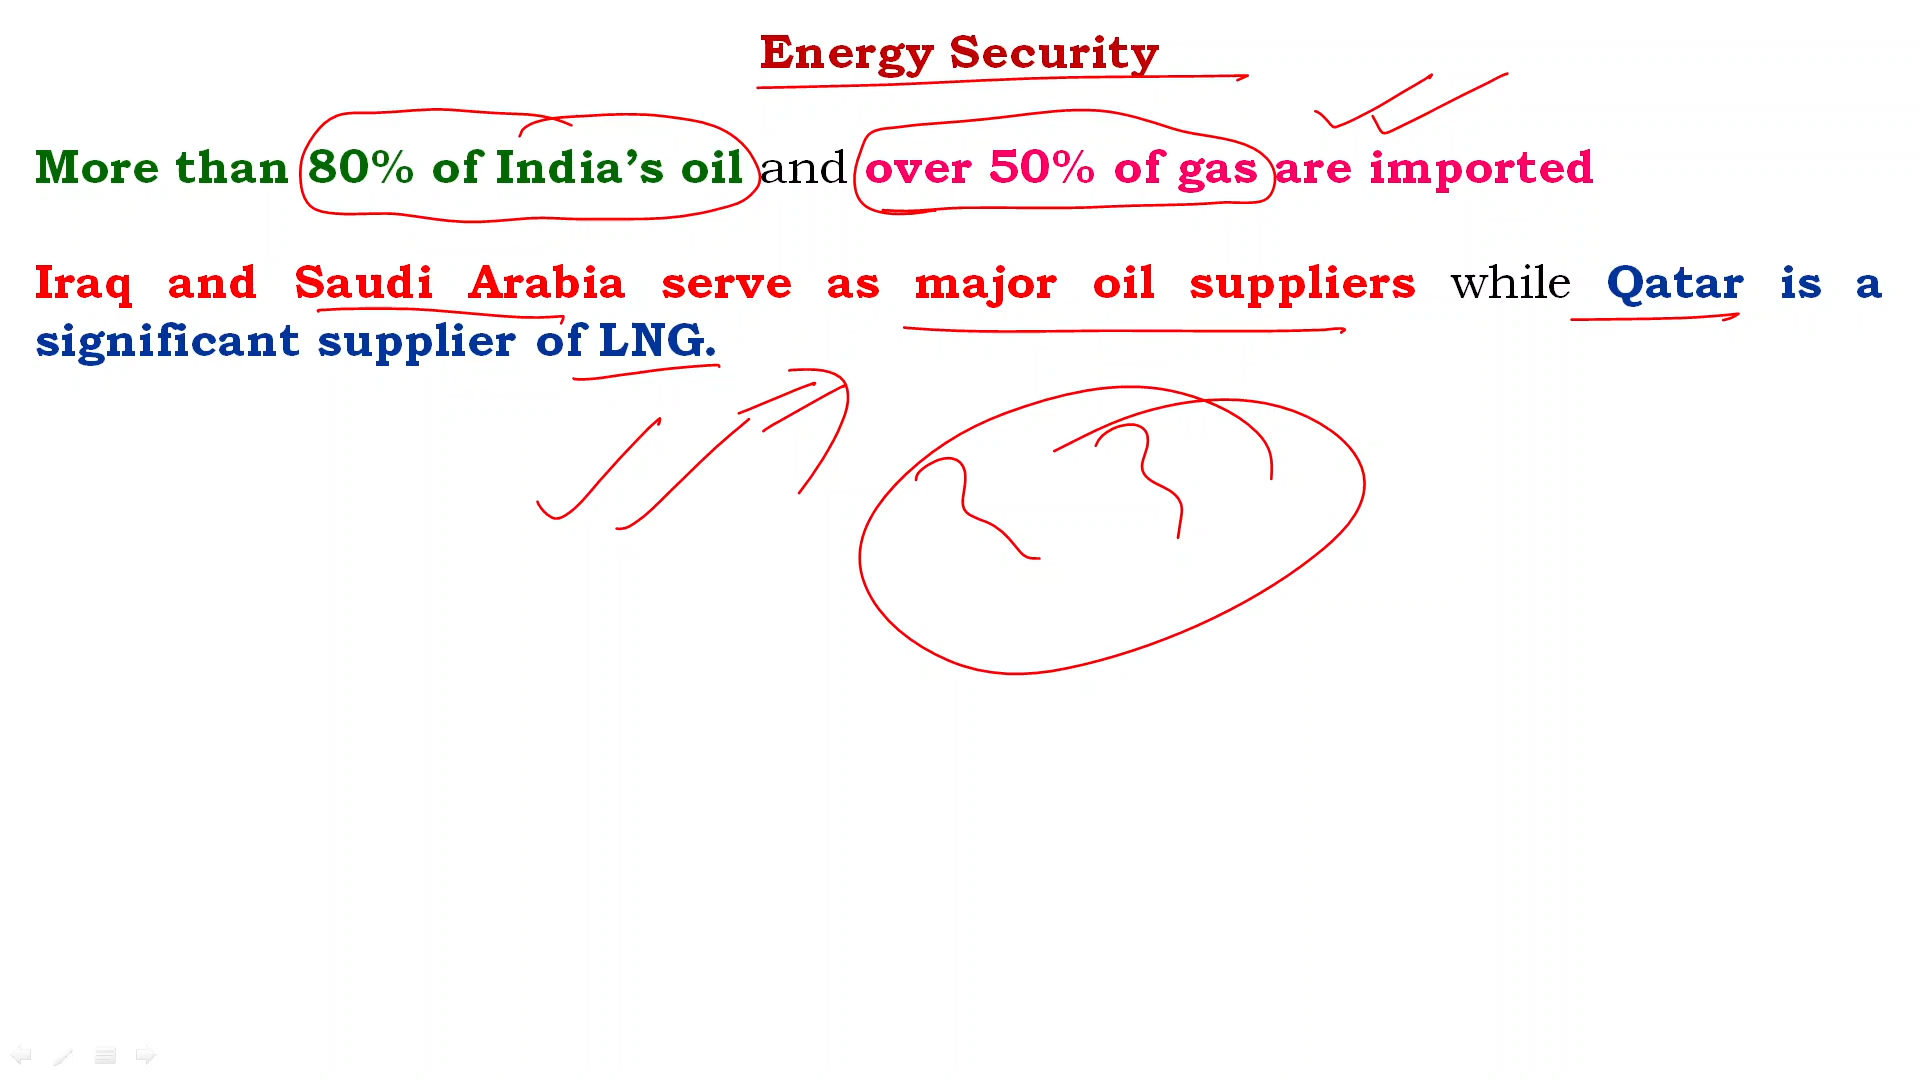 Energy Security
More than 80% of India’s oil and over 50% of gas are imported
Iraq and Saudi Arabia serve as major oil suppliers while Qatar is a
significant supplier of LNG.